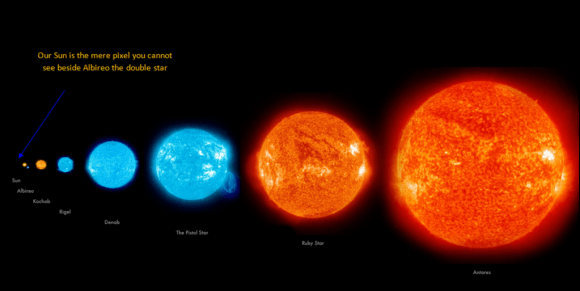 Our Sun is the mere pixel you cannot
see beside Albireo the double star
Sun
Albireo
Kochab
Rigel
Deneb
The Pistol Star
Ruby Star
Antares